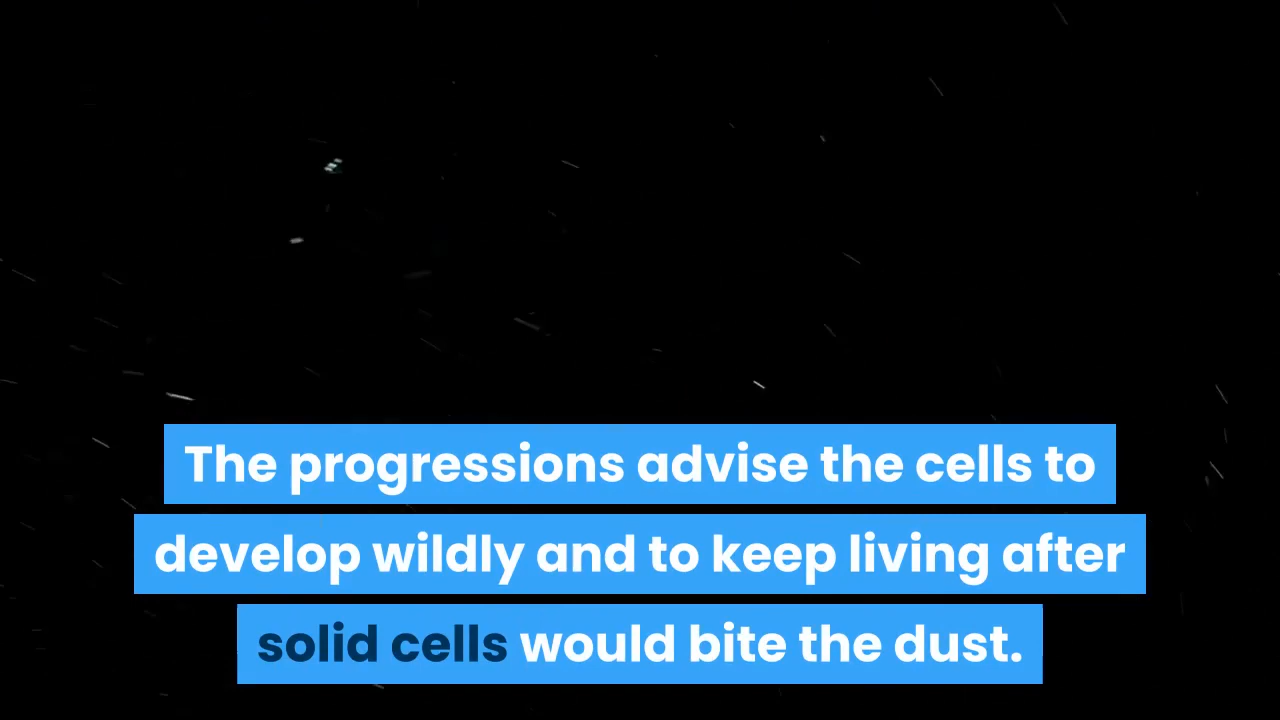 The progressions advise the cells to
develop wildly and to keep living after
solid cells would bite the dust.